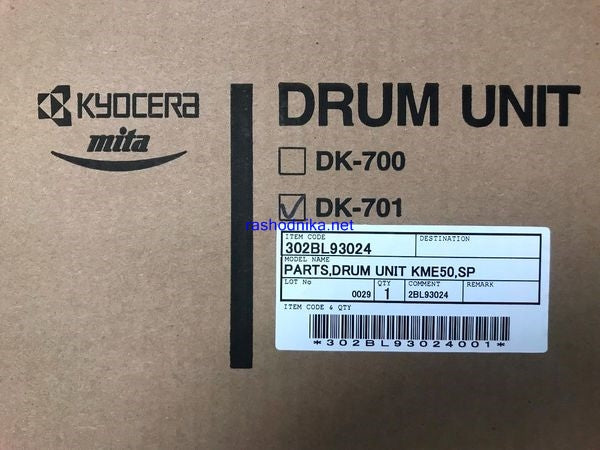 KYOCERA
mita
DRUM UNIT
DK-700
DK-701
rashodnika.net
ITEM CODE DESTINATION
302BL93024
MODEL NAME
PARTS,DRUM UNIT KME50,SP
LOT No QTY COMMENT REMARK
0029 1 2BL93024
ITEM CODE & QTY
*302BL93024001*